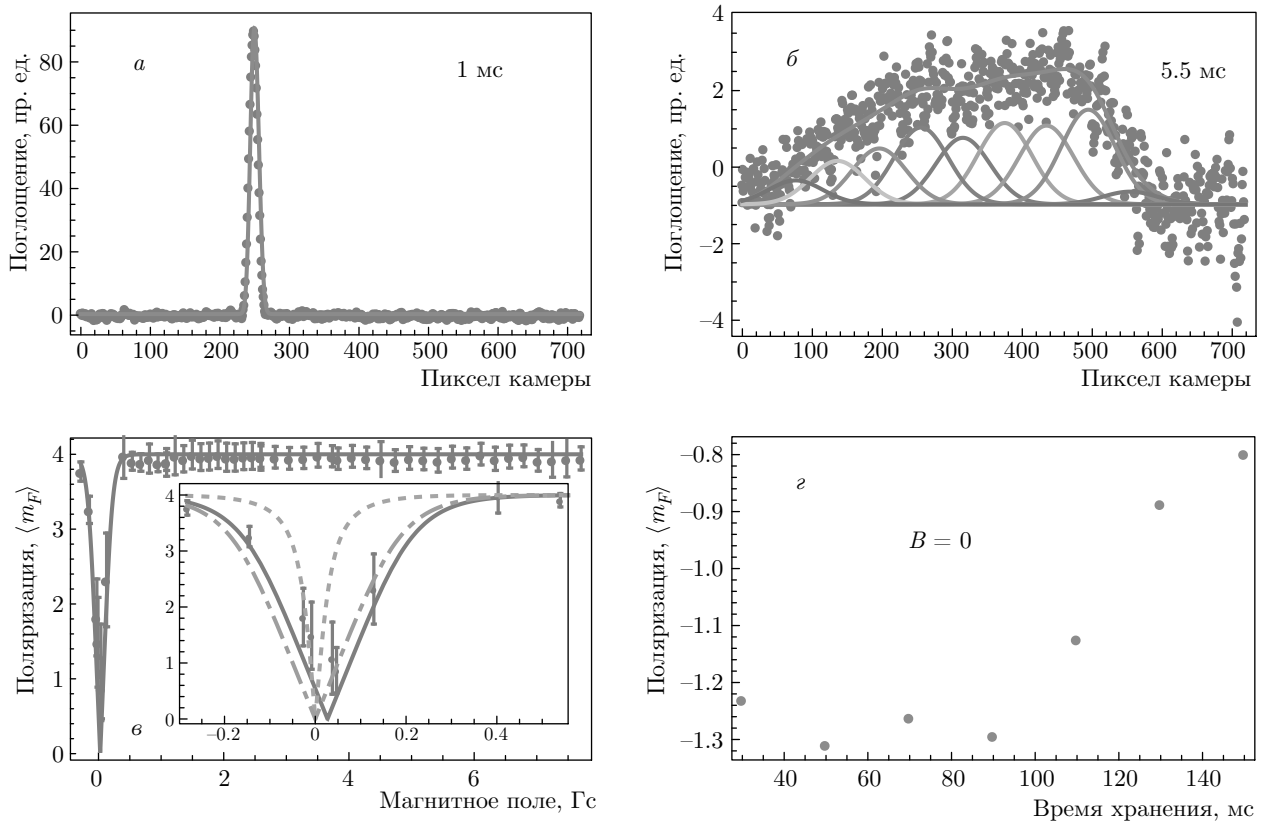 а
1 мс
Поглощение, пр. ед.
80
60
40
20
0
0 100 200 300 400 500 600 700
Пиксел камеры
б
5.5 мс
Поглощение, пр. ед.
4
2
0
–2
–4
0 100 200 300 400 500 600 700
Пиксел камеры
в
Поляризация, ⟨m_F⟩
4
3
2
1
0
0 2 4 6
Магнитное поле, Гс
4
3
2
1
0
–0.2 0 0.2 0.4
г
B = 0
Поляризация, ⟨m_F⟩
–0.8
–0.9
–1.0
–1.1
–1.2
–1.3
40 60 80 100 120 140
Время хранения, мс